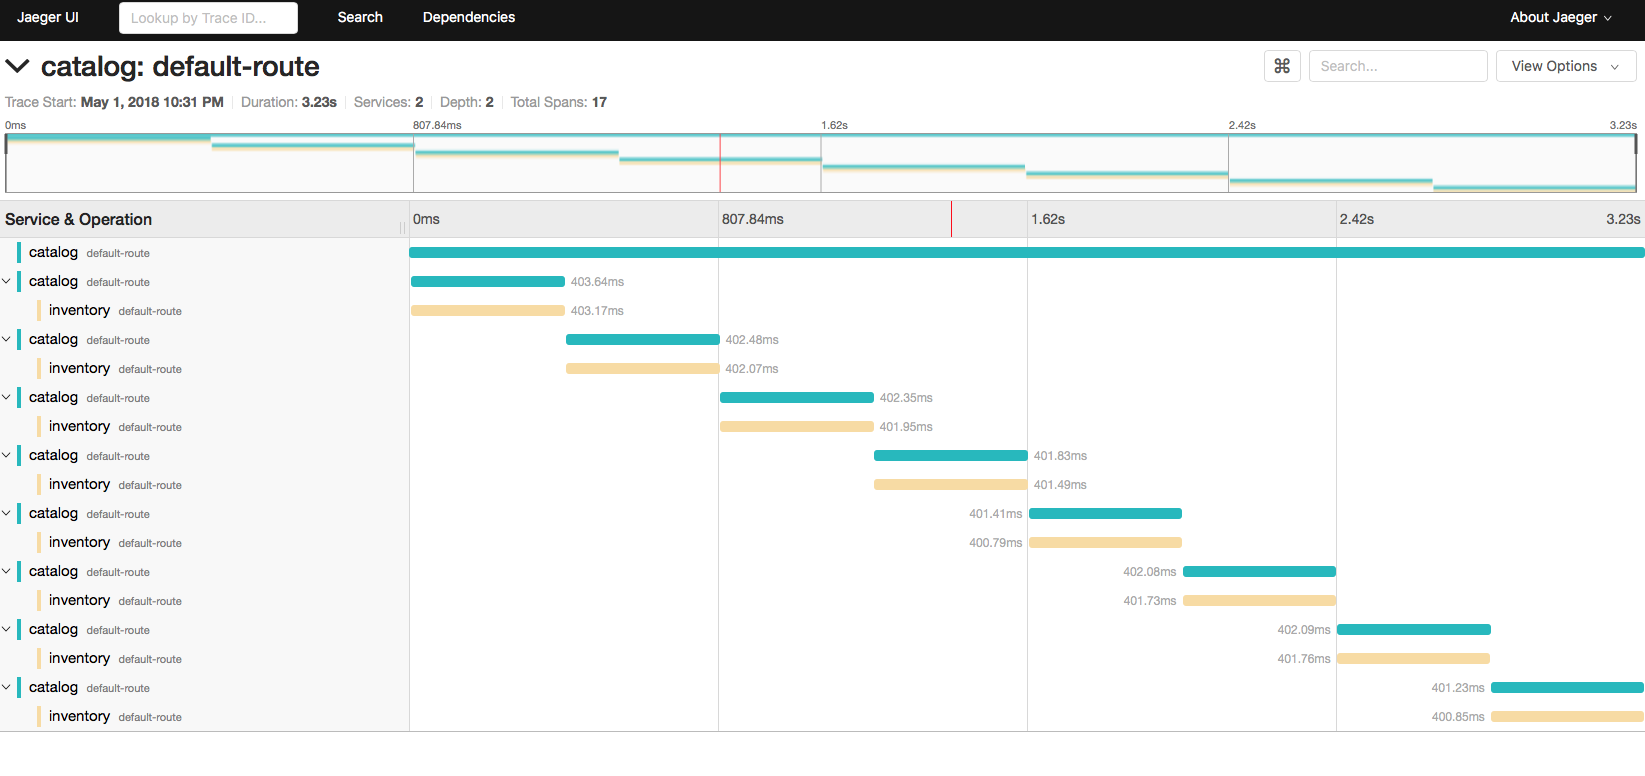 Jaeger UI Lookup by Trace ID... Search Dependencies About Jaeger
catalog: default-route ⌘ Search... View Options
Trace Start: May 1, 2018 10:31 PM Duration: 3.23s Services: 2 Depth: 2 Total Spans: 17
0ms 807.84ms 1.62s 2.42s 3.23s
Service & Operation 0ms 807.84ms 1.62s 2.42s 3.23s
catalog default-route
catalog default-route 403.64ms
inventory default-route 403.17ms
catalog default-route 402.48ms
inventory default-route 402.07ms
catalog default-route 402.35ms
inventory default-route 401.95ms
catalog default-route 401.83ms
inventory default-route 401.49ms
catalog default-route 401.41ms
inventory default-route 400.79ms
catalog default-route 402.08ms
inventory default-route 401.73ms
catalog default-route 402.09ms
inventory default-route 401.76ms
catalog default-route 401.23ms
inventory default-route 400.85ms